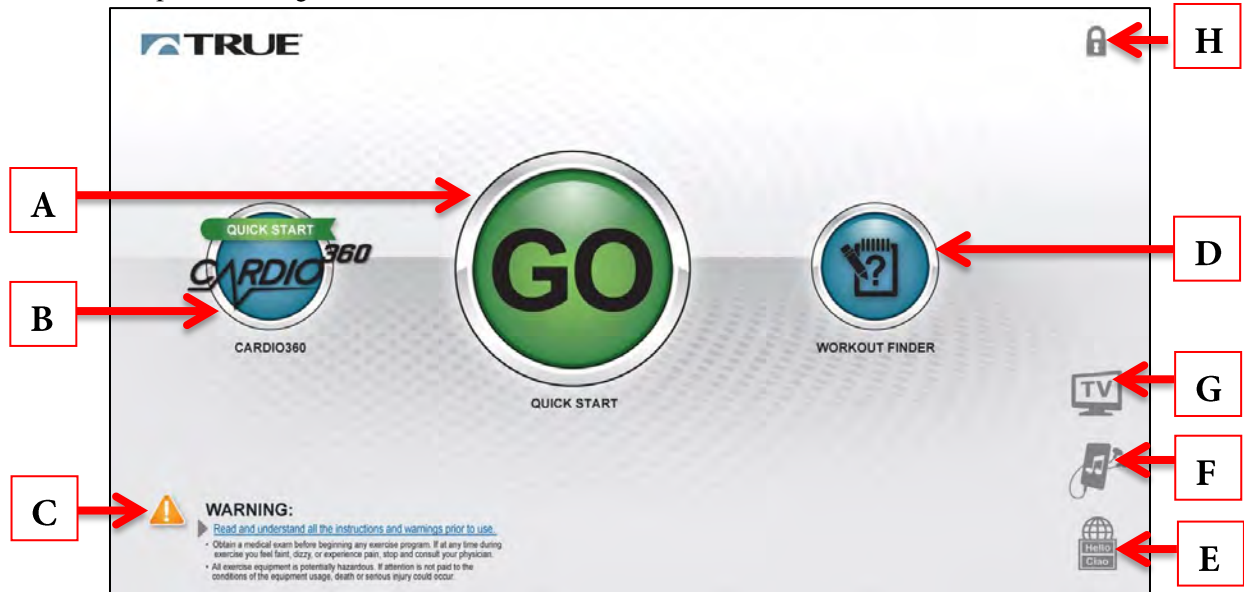 TRUE
H
A
QUICK START
GO
CARDIO360
D
B
CARDIO360
WORKOUT FINDER
TV
G
QUICK START
F
C
WARNING:
Read and understand all the instructions and warnings prior to use.
• Obtain a medical exam before beginning any exercise program. If at any time during
exercise you feel faint, dizzy, or experience pain, stop and consult your physician.
• All exercise equipment is potentially hazardous. If attention is not paid to the
conditions of the equipment usage, death or serious injury could occur.
Hello
Ciao
E